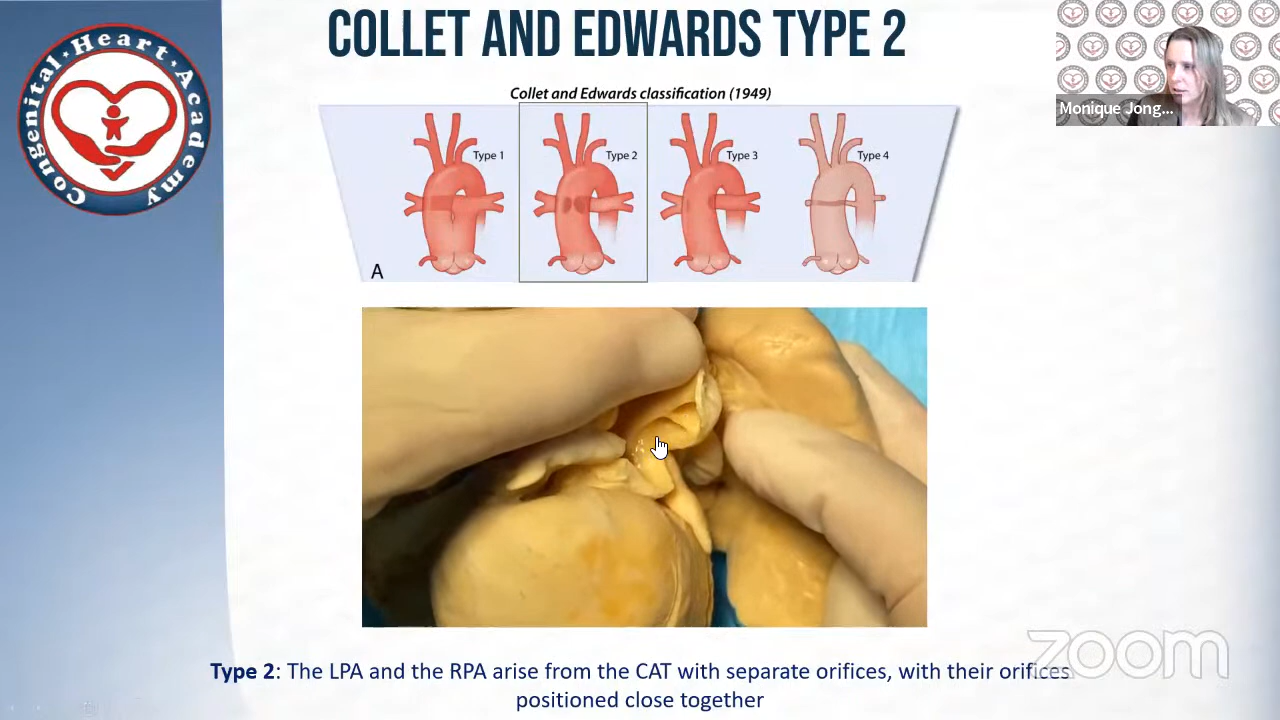 COLLET AND EDWARDS TYPE 2
Congenital · Heart · Academy
Monique Jong...
Collet and Edwards classification (1949)
Type 1
Type 2
Type 3
Type 4
A
zoom
Type 2: The LPA and the RPA arise from the CAT with separate orifices, with their orifices
positioned close together